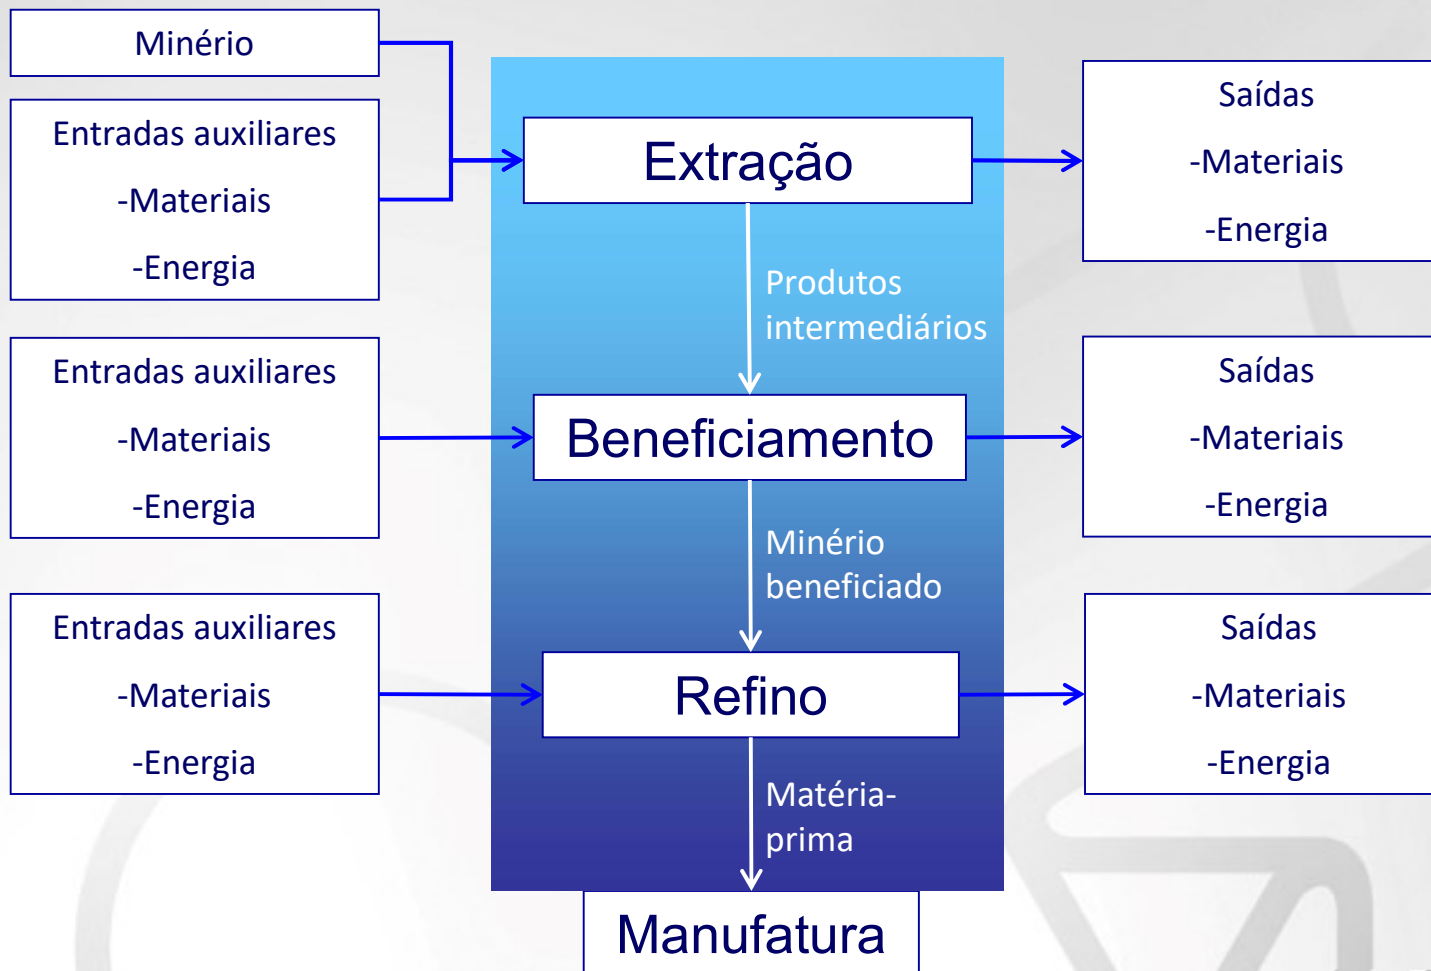 Minério
Entradas auxiliares
-Materiais
-Energia
Extração
Saídas
-Materiais
-Energia
Produtos
intermediários
Entradas auxiliares
-Materiais
-Energia
Beneficiamento
Saídas
-Materiais
-Energia
Minério
beneficiado
Entradas auxiliares
-Materiais
-Energia
Refino
Saídas
-Materiais
-Energia
Matéria-
prima
Manufatura